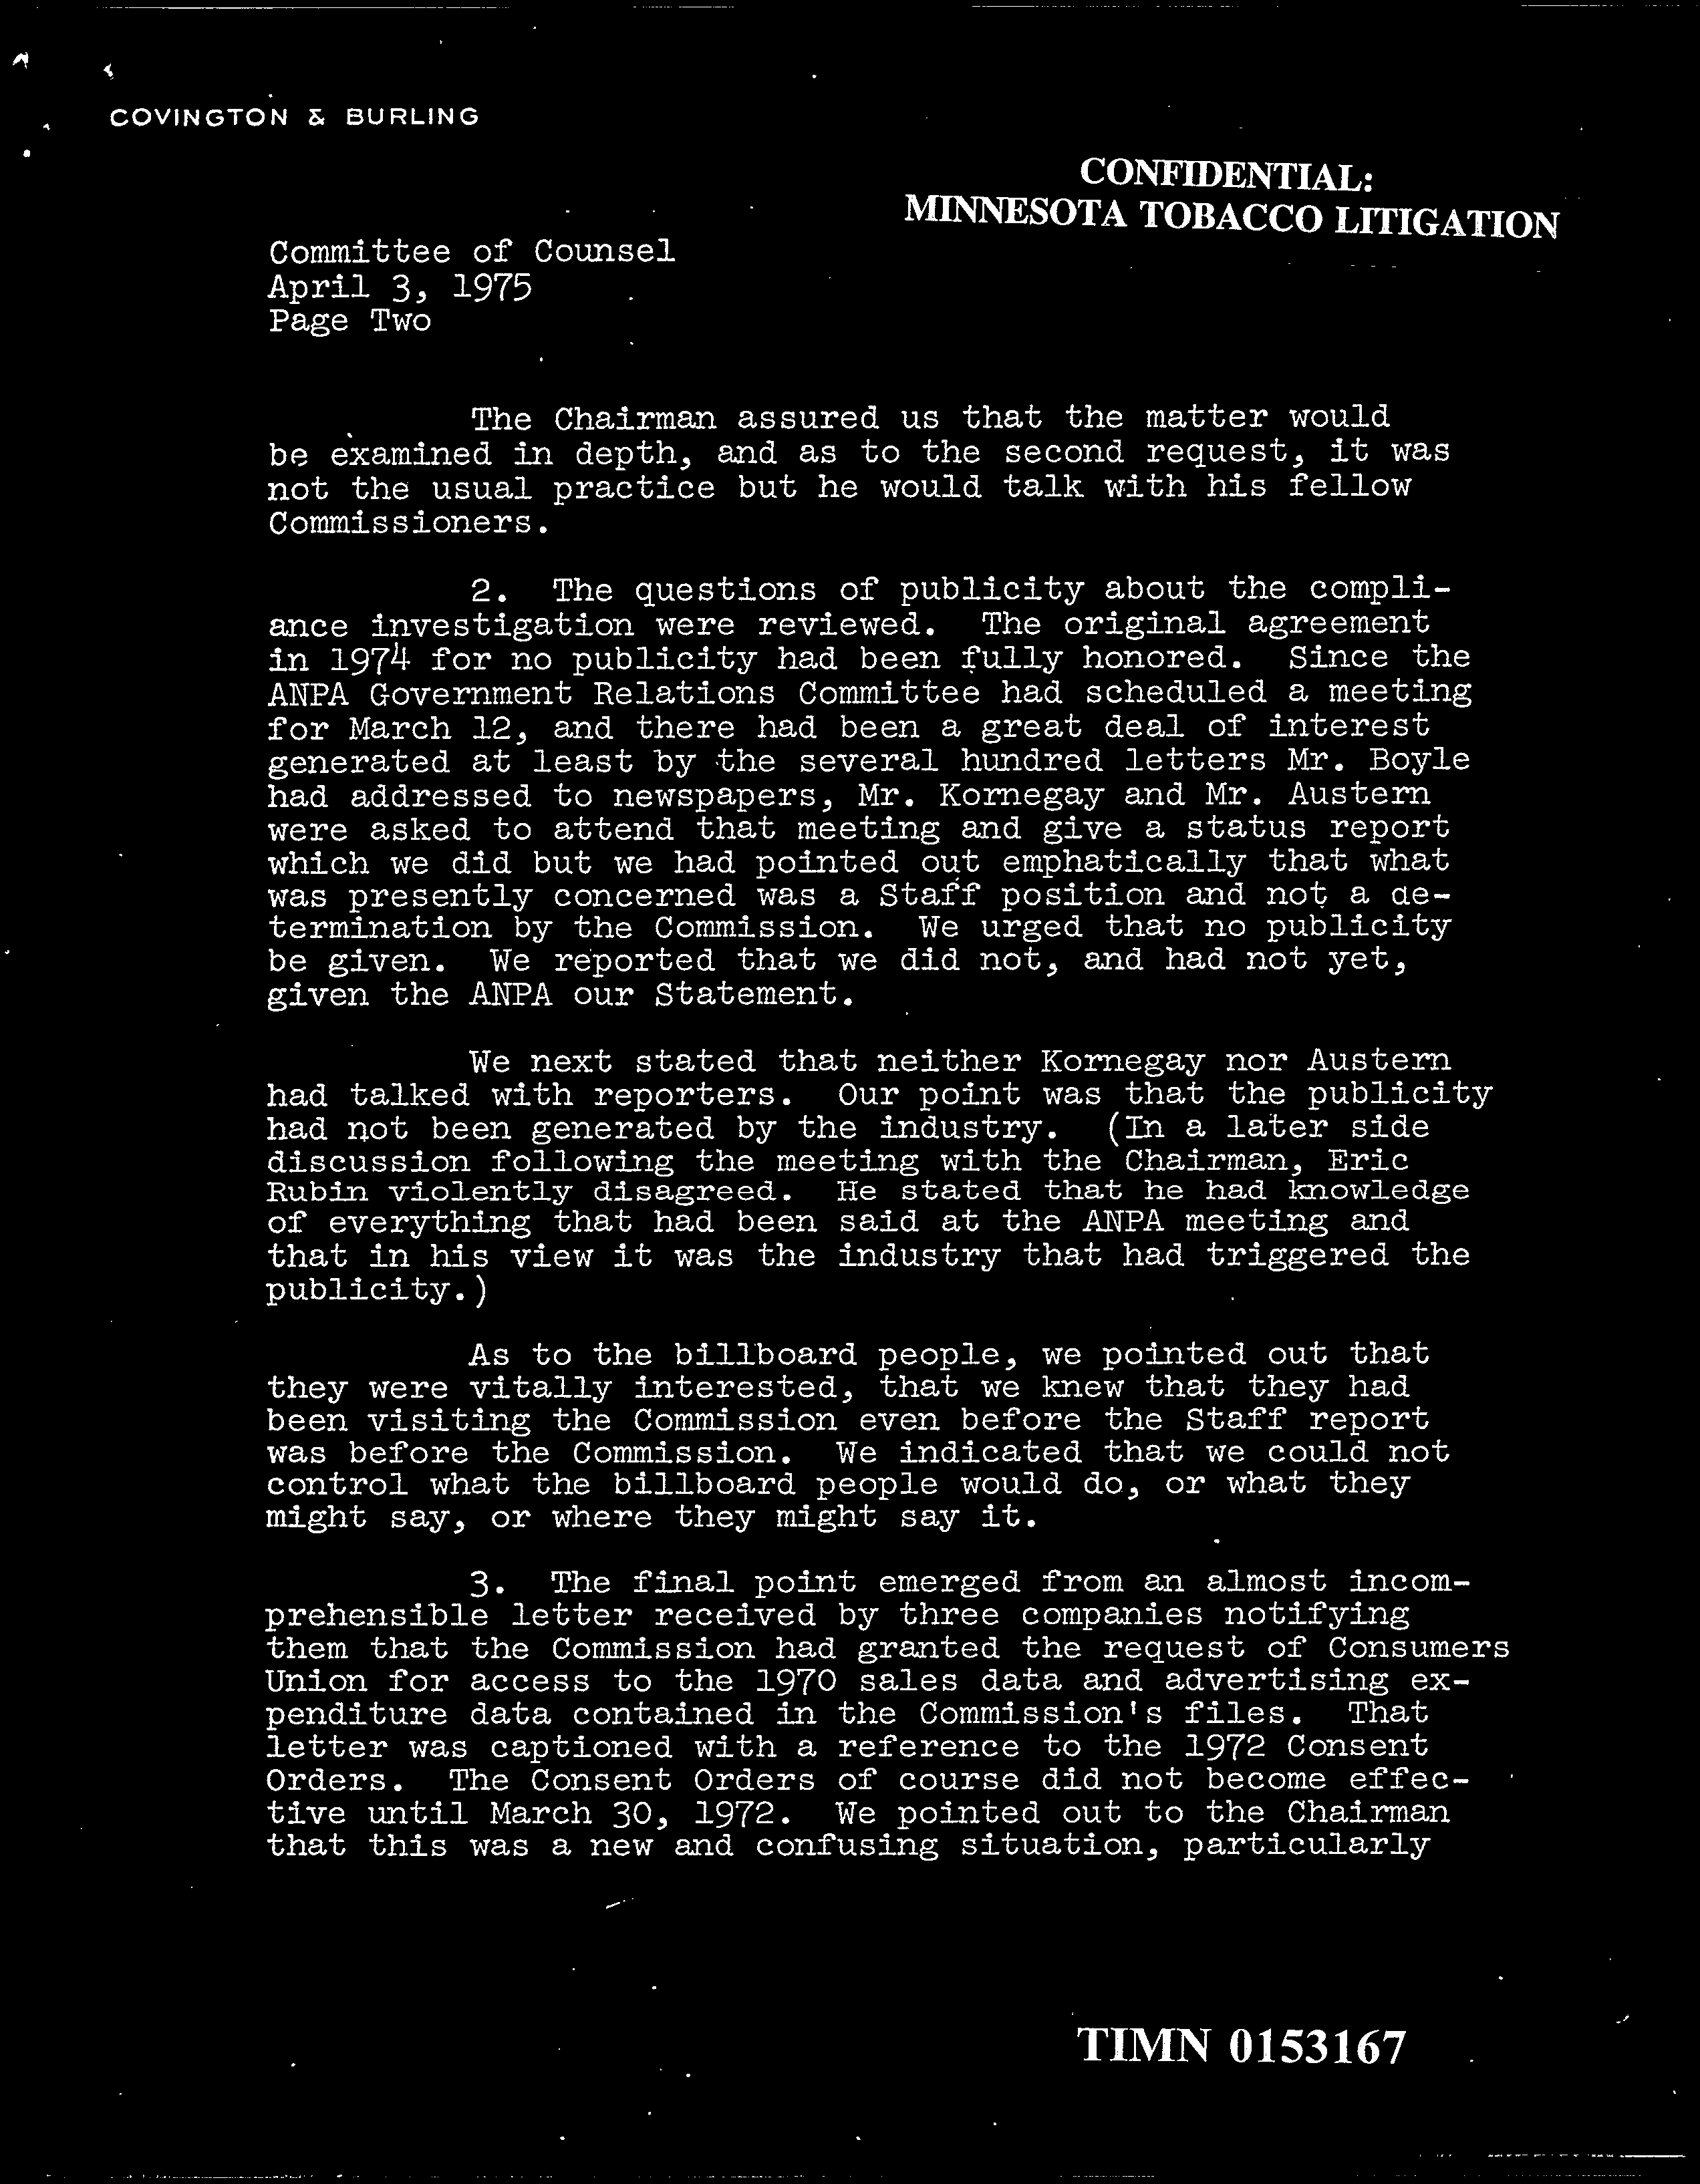 COVINGTON & BURLING
CONFIDENTIAL:
MINNESOTA TOBACCO LITIGATION
Committee of Counsel
April 3, 1975
Page Two
The Chairman assured us that the matter would
be examined in depth, and as to the second request, it was
not the usual practice but he would talk with his fellow
Commissioners.
2. The questions of publicity about the compli-
ance investigation were reviewed. The original agreement
in 1974 for no publicity had been fully honored. Since the
ANPA Government Relations Committee had scheduled a meeting
for March 12, and there had been a great deal of interest
generated at least by the several hundred letters Mr. Boyle
had addressed to newspapers, Mr. Kornegay and Mr. Austern
were asked to attend that meeting and give a status report
which we did but we had pointed out emphatically that what
was presently concerned was a Staff position and not a de-
termination by the Commission. We urged that no publicity
be given. We reported that we did not, and had not yet,
given the ANPA our Statement.
We next stated that neither Kornegay nor Austern
had talked with reporters. Our point was that the publicity
had not been generated by the industry. (In a later side
discussion following the meeting with the Chairman, Eric
Rubin violently disagreed. He stated that he had knowledge
of everything that had been said at the ANPA meeting and
that in his view it was the industry that had triggered the
publicity.)
As to the billboard people, we pointed out that
they were vitally interested, that we knew that they had
been visiting the Commission even before the Staff report
was before the Commission. We indicated that we could not
control what the billboard people would do, or what they
might say, or where they might say it.
3. The final point emerged from an almost incom-
prehensible letter received by three companies notifying
them that the Commission had granted the request of Consumers
Union for access to the 1970 sales data and advertising ex-
penditure data contained in the Commission's files. That
letter was captioned with a reference to the 1972 Consent
Orders. The Consent Orders of course did not become effec-
tive until March 30, 1972. We pointed out to the Chairman
that this was a new and confusing situation, particularly
TIMN 0153167